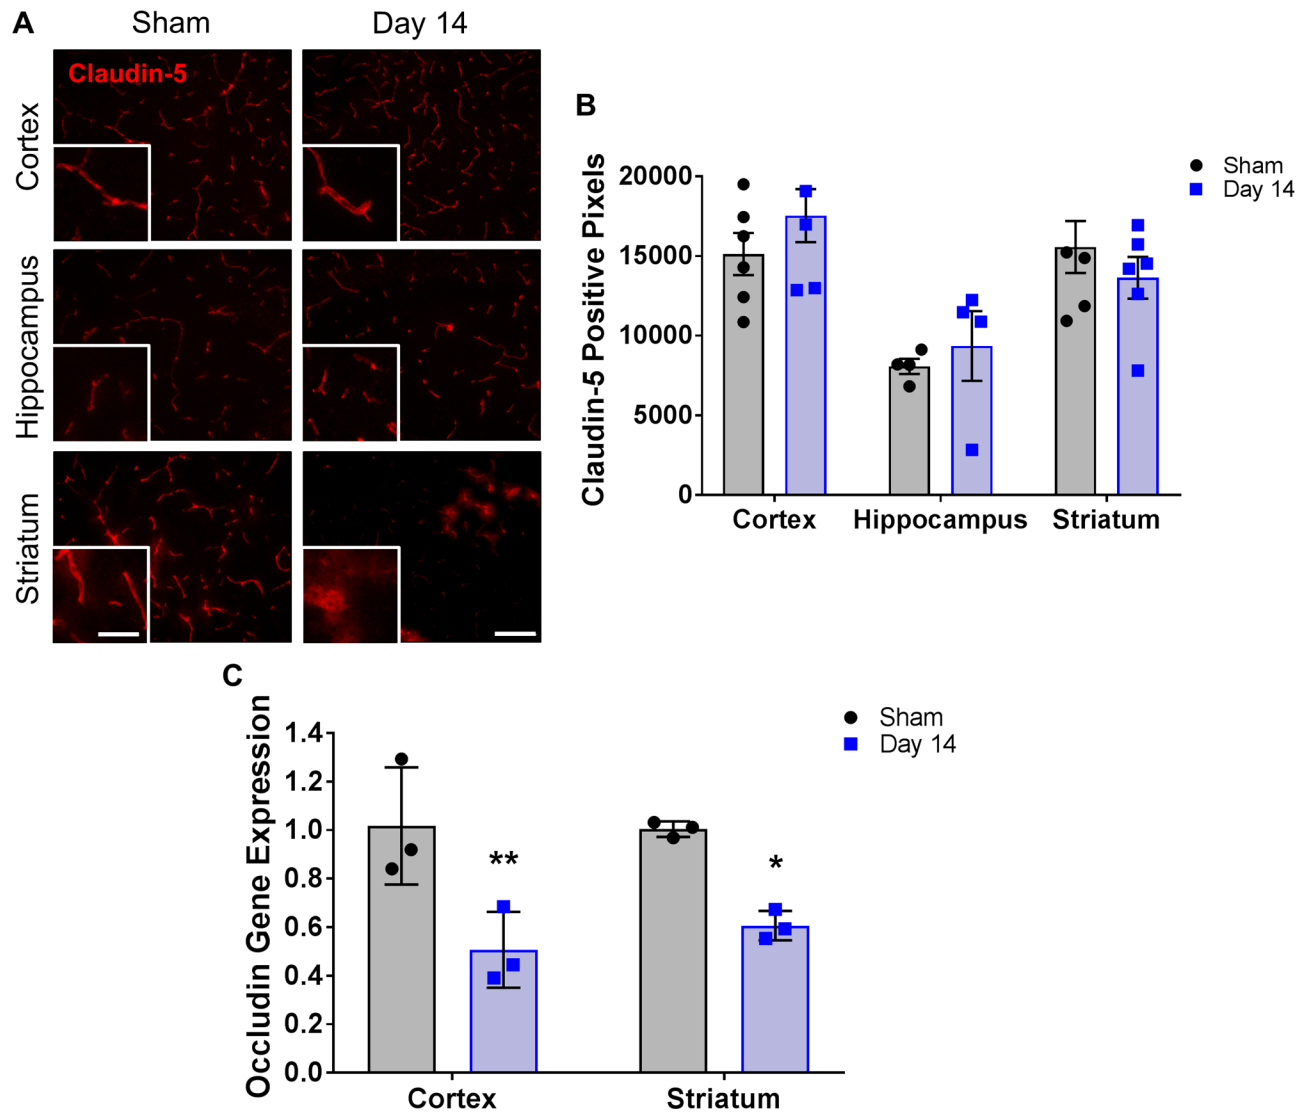 A
Sham
Day 14
Claudin-5
Cortex
Hippocampus
Striatum
B
Claudin-5 Positive Pixels
20000
15000
10000
5000
0
Cortex
Hippocampus
Striatum
Sham
Day 14
C
Occludin Gene Expression
1.4
1.2
1.0
0.8
0.6
0.4
0.2
0.0
**
*
Cortex
Striatum
Sham
Day 14